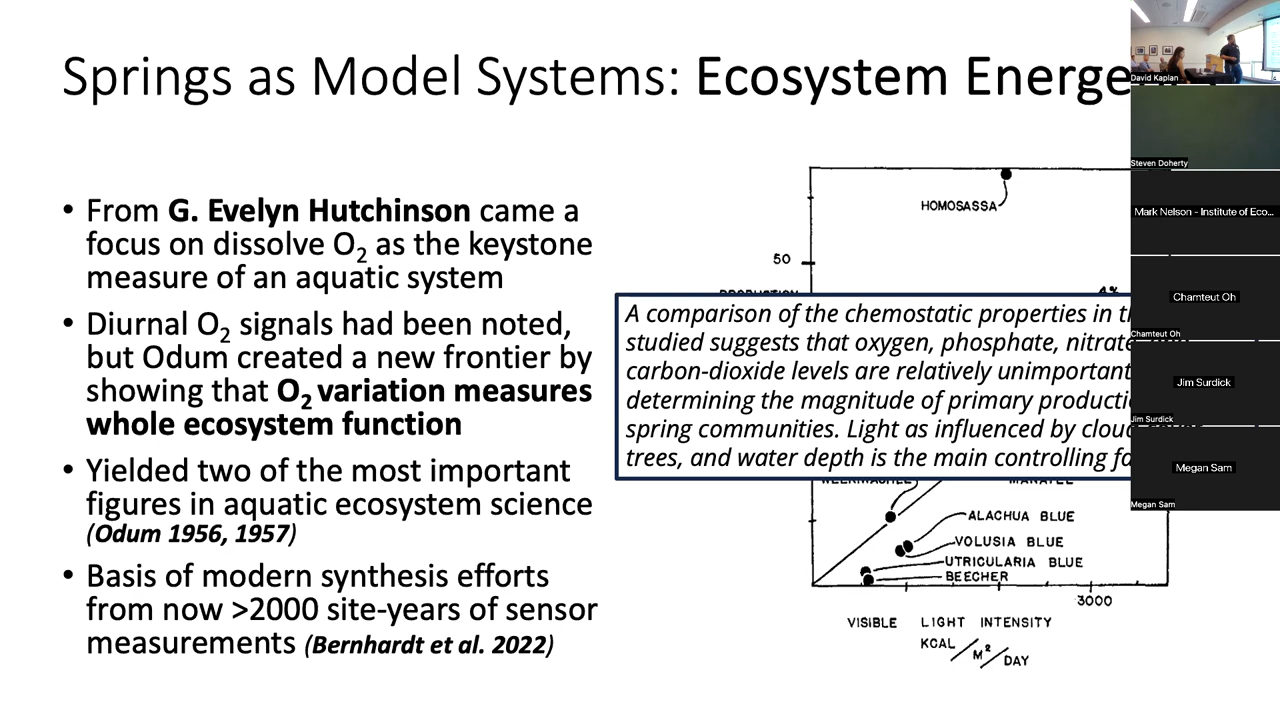 Springs as Model Systems: Ecosystem Energe
• From G. Evelyn Hutchinson came a
focus on dissolve O₂ as the keystone
measure of an aquatic system
• Diurnal O₂ signals had been noted,
but Odum created a new frontier by
showing that O₂ variation measures
whole ecosystem function
• Yielded two of the most important
figures in aquatic ecosystem science
(Odum 1956, 1957)
• Basis of modern synthesis efforts
from now >2000 site-years of sensor
measurements (Bernhardt et al. 2022)
HOMOSASSA
50
A comparison of the chemostatic properties in
studied suggests that oxygen, phosphate, nitrate
carbon-dioxide levels are relatively unimportant
determining the magnitude of primary
spring communities. Light as influenced by
trees, and water depth is the main controlling
ALACHUA BLUE
VOLUSIA BLUE
UTRICULARIA BLUE
BEECHER
3000
VISIBLE LIGHT INTENSITY
KCAL/M²/DAY
David Kaplan
Steven Doherty
Mark Nelson - Institute of Eco...
Chamteut Oh
Chamteut Oh
Jim Surdick
Jim Surdick
Megan Sam
Megan Sam